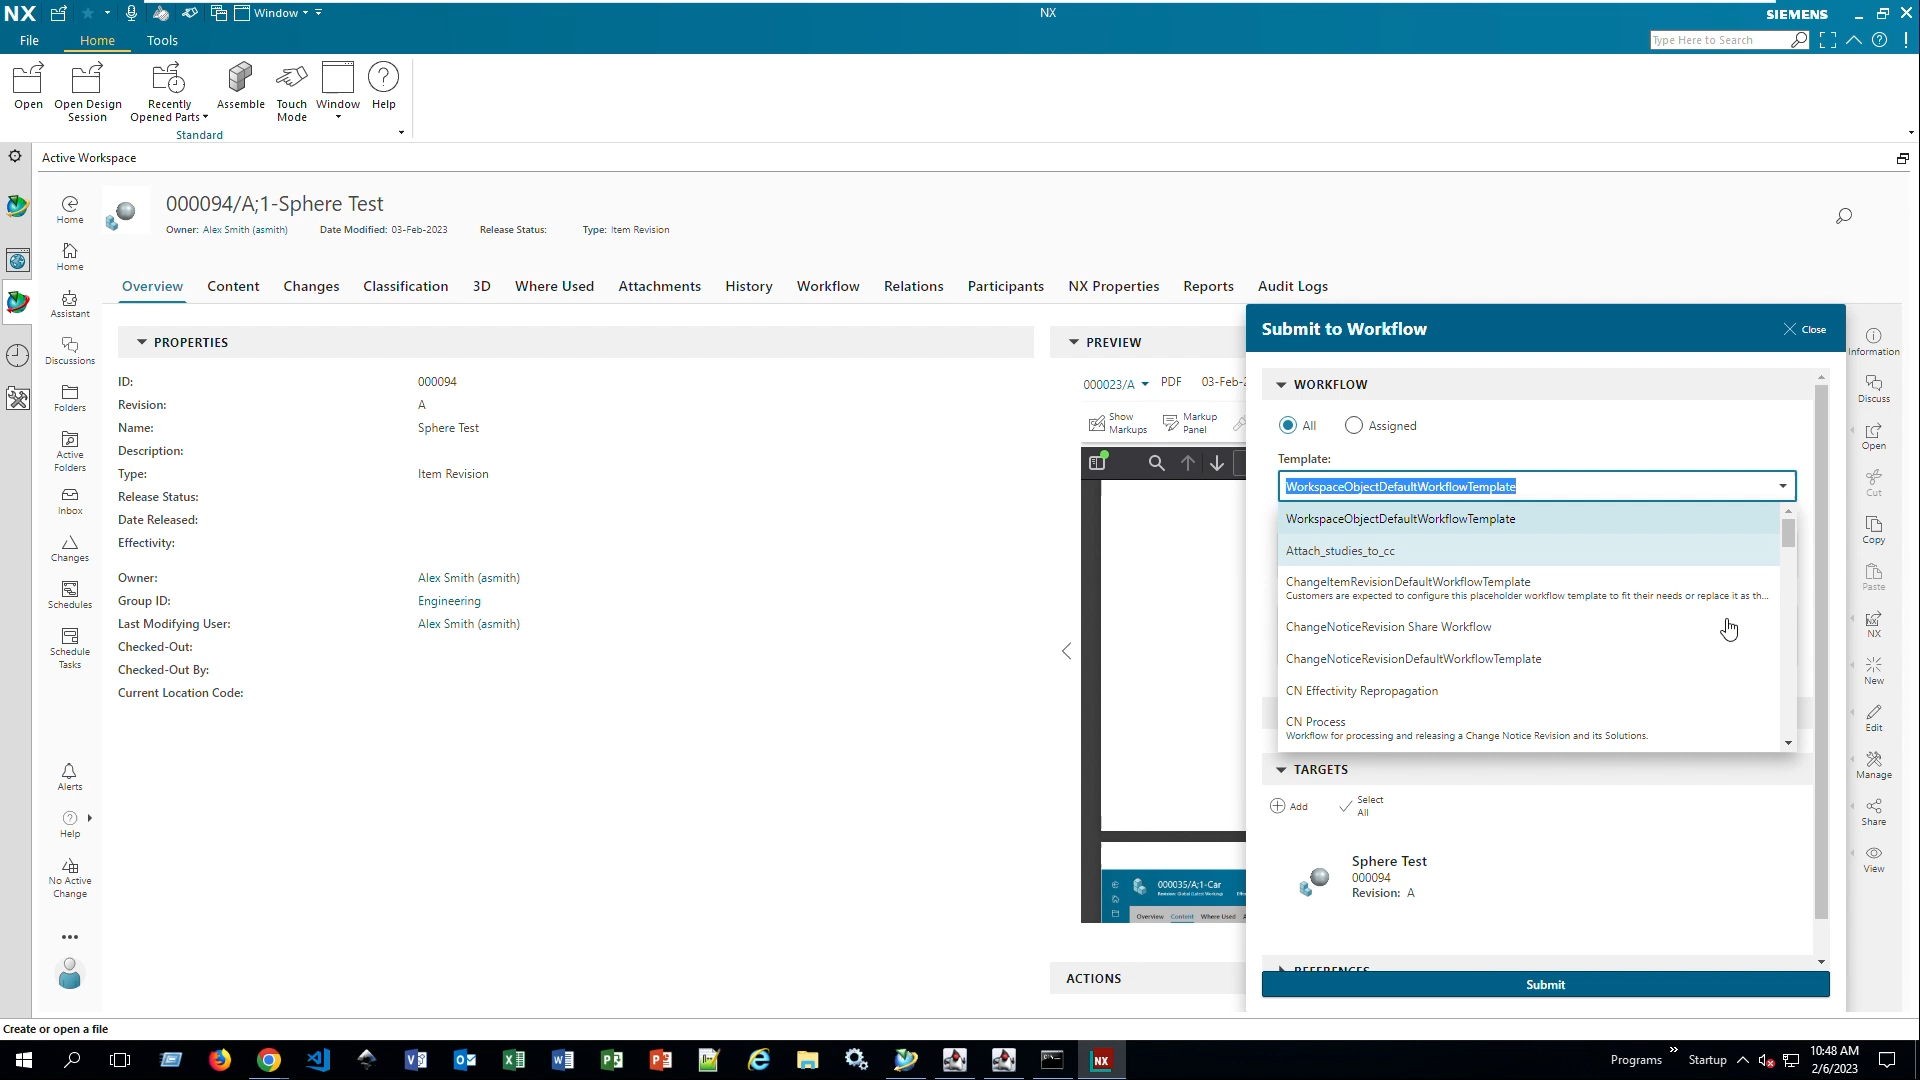 NX
Window
NX
SIEMENS
File
Home
Tools
Type Here to Search
Open
Open Design Session
Recently Opened Parts
Assemble
Touch Mode
Window
Help
Standard
Active Workspace
Home
Home
Assistant
Discussions
Folders
Active Folders
Inbox
Changes
Schedules
Schedule Tasks
Alerts
Help
No Active Change
000094/A;1-Sphere Test
Owner: Alex Smith (asmith) Date Modified: 03-Feb-2023 Release Status: Type: Item Revision
Overview Content Changes Classification 3D Where Used Attachments History Workflow Relations Participants NX Properties Reports Audit Logs
PROPERTIES
ID: 000094
Revision: A
Name: Sphere Test
Description:
Type: Item Revision
Release Status:
Date Released:
Effectivity:
Owner: Alex Smith (asmith)
Group ID: Engineering
Last Modifying User: Alex Smith (asmith)
Checked-Out:
Checked-Out By:
Current Location Code:
PREVIEW
000023/A PDF 03-Feb-2
Show Markups
Markup Panel
000035/A;1-Car
Overview Content Where Used A
ACTIONS
Submit to Workflow
Close
WORKFLOW
All Assigned
Template:
WorkspaceObjectDefaultWorkflowTemplate
WorkspaceObjectDefaultWorkflowTemplate
Attach_studies_to_cc
ChangeItemRevisionDefaultWorkflowTemplate
Customers are expected to configure this placeholder workflow template to fit their needs or replace it as th...
ChangeNoticeRevision Share Workflow
ChangeNoticeRevisionDefaultWorkflowTemplate
CN Effectivity Repropagation
CN Process
Workflow for processing and releasing a Change Notice Revision and its Solutions.
TARGETS
Add
Select All
Sphere Test
000094
Revision: A
REFERENCES
Submit
Information
Discuss
Open
Cut
Copy
Paste
NX
New
Edit
Manage
Share
View
Create or open a file
Programs
Startup
10:48 AM
2/6/2023